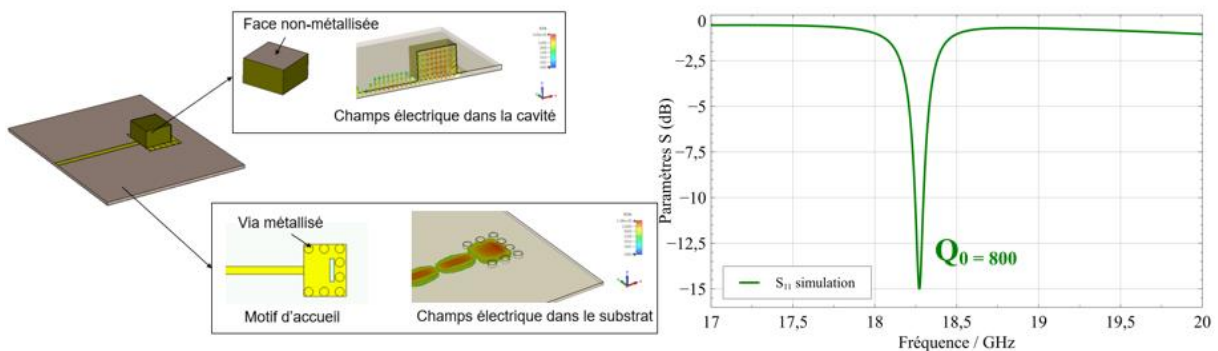 Face non-métallisée
Champs électrique dans la cavité
Via métallisé
Motif d'accueil
Champs électrique dans le substrat
Paramètres S (dB)
0
−2,5
−5
−7,5
−10
−12,5
−15
Q0 = 800
S11 simulation
17
17,5
18
18,5
19
19,5
20
Fréquence / GHz